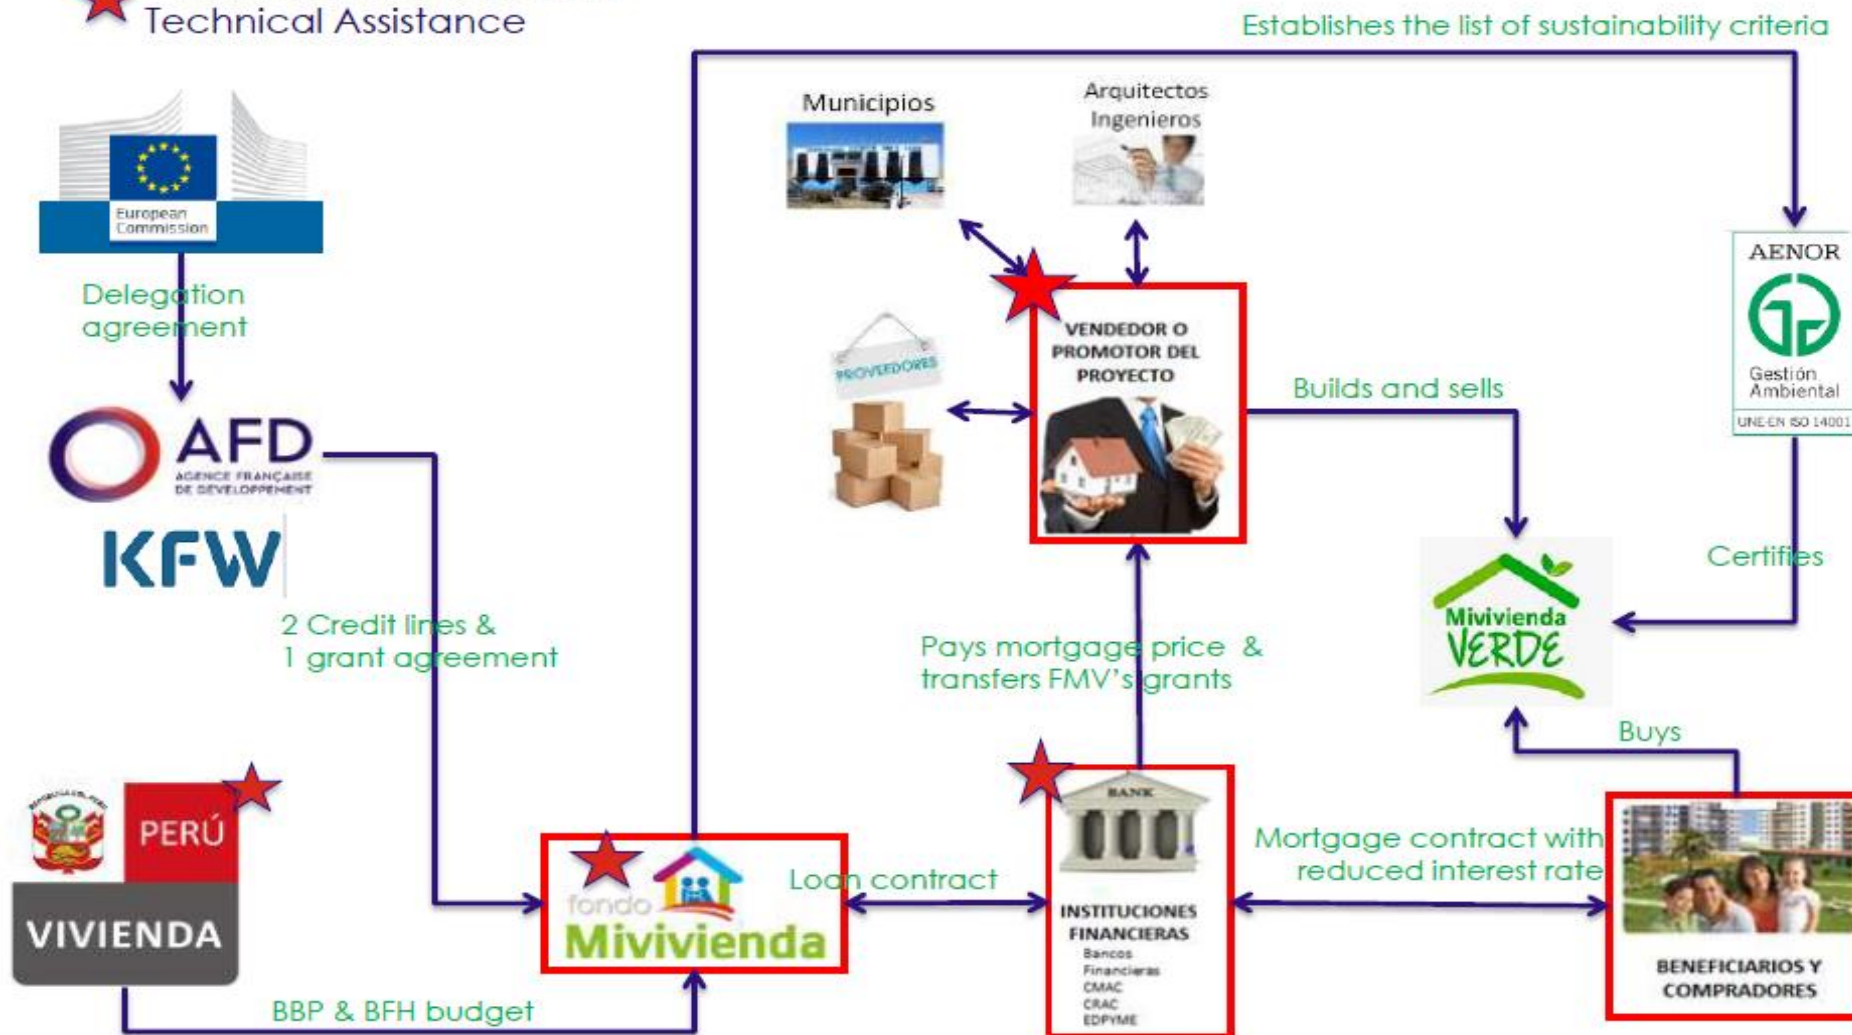 Technical Assistance
Establishes the list of sustainability criteria
Municipios
Arquitectos
Ingenieros
European
Commission
AENOR
Gestión
Ambiental
UNE-EN ISO 14001
Delegation
agreement
VENDEDOR O
PROMOTOR DEL
PROYECTO
PROVEEDORES
Builds and sells
AFD
AGENCE FRANÇAISE
DE DÉVELOPPEMENT
KFW
Certifies
2 Credit lines &
1 grant agreement
Mivivienda
VERDE
Pays mortgage price &
transfers FMV's grants
Buys
PERÚ
VIVIENDA
BANK
Mortgage contract with
reduced interest rate
Loan contract
fondo
Mivivienda
INSTITUCIONES
FINANCIERAS
Bancos
Financieras
CMAC
CRAC
EDPYME
BENEFICIARIOS Y
COMPRADORES
BBP & BFH budget